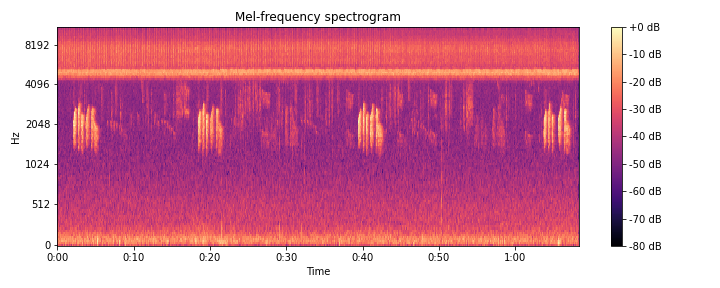 Mel-frequency spectrogram
8192
4096
2048
1024
512
0
Hz
0:00
0:10
0:20
0:30
0:40
0:50
1:00
Time
+0 dB
-10 dB
-20 dB
-30 dB
-40 dB
-50 dB
-60 dB
-70 dB
-80 dB